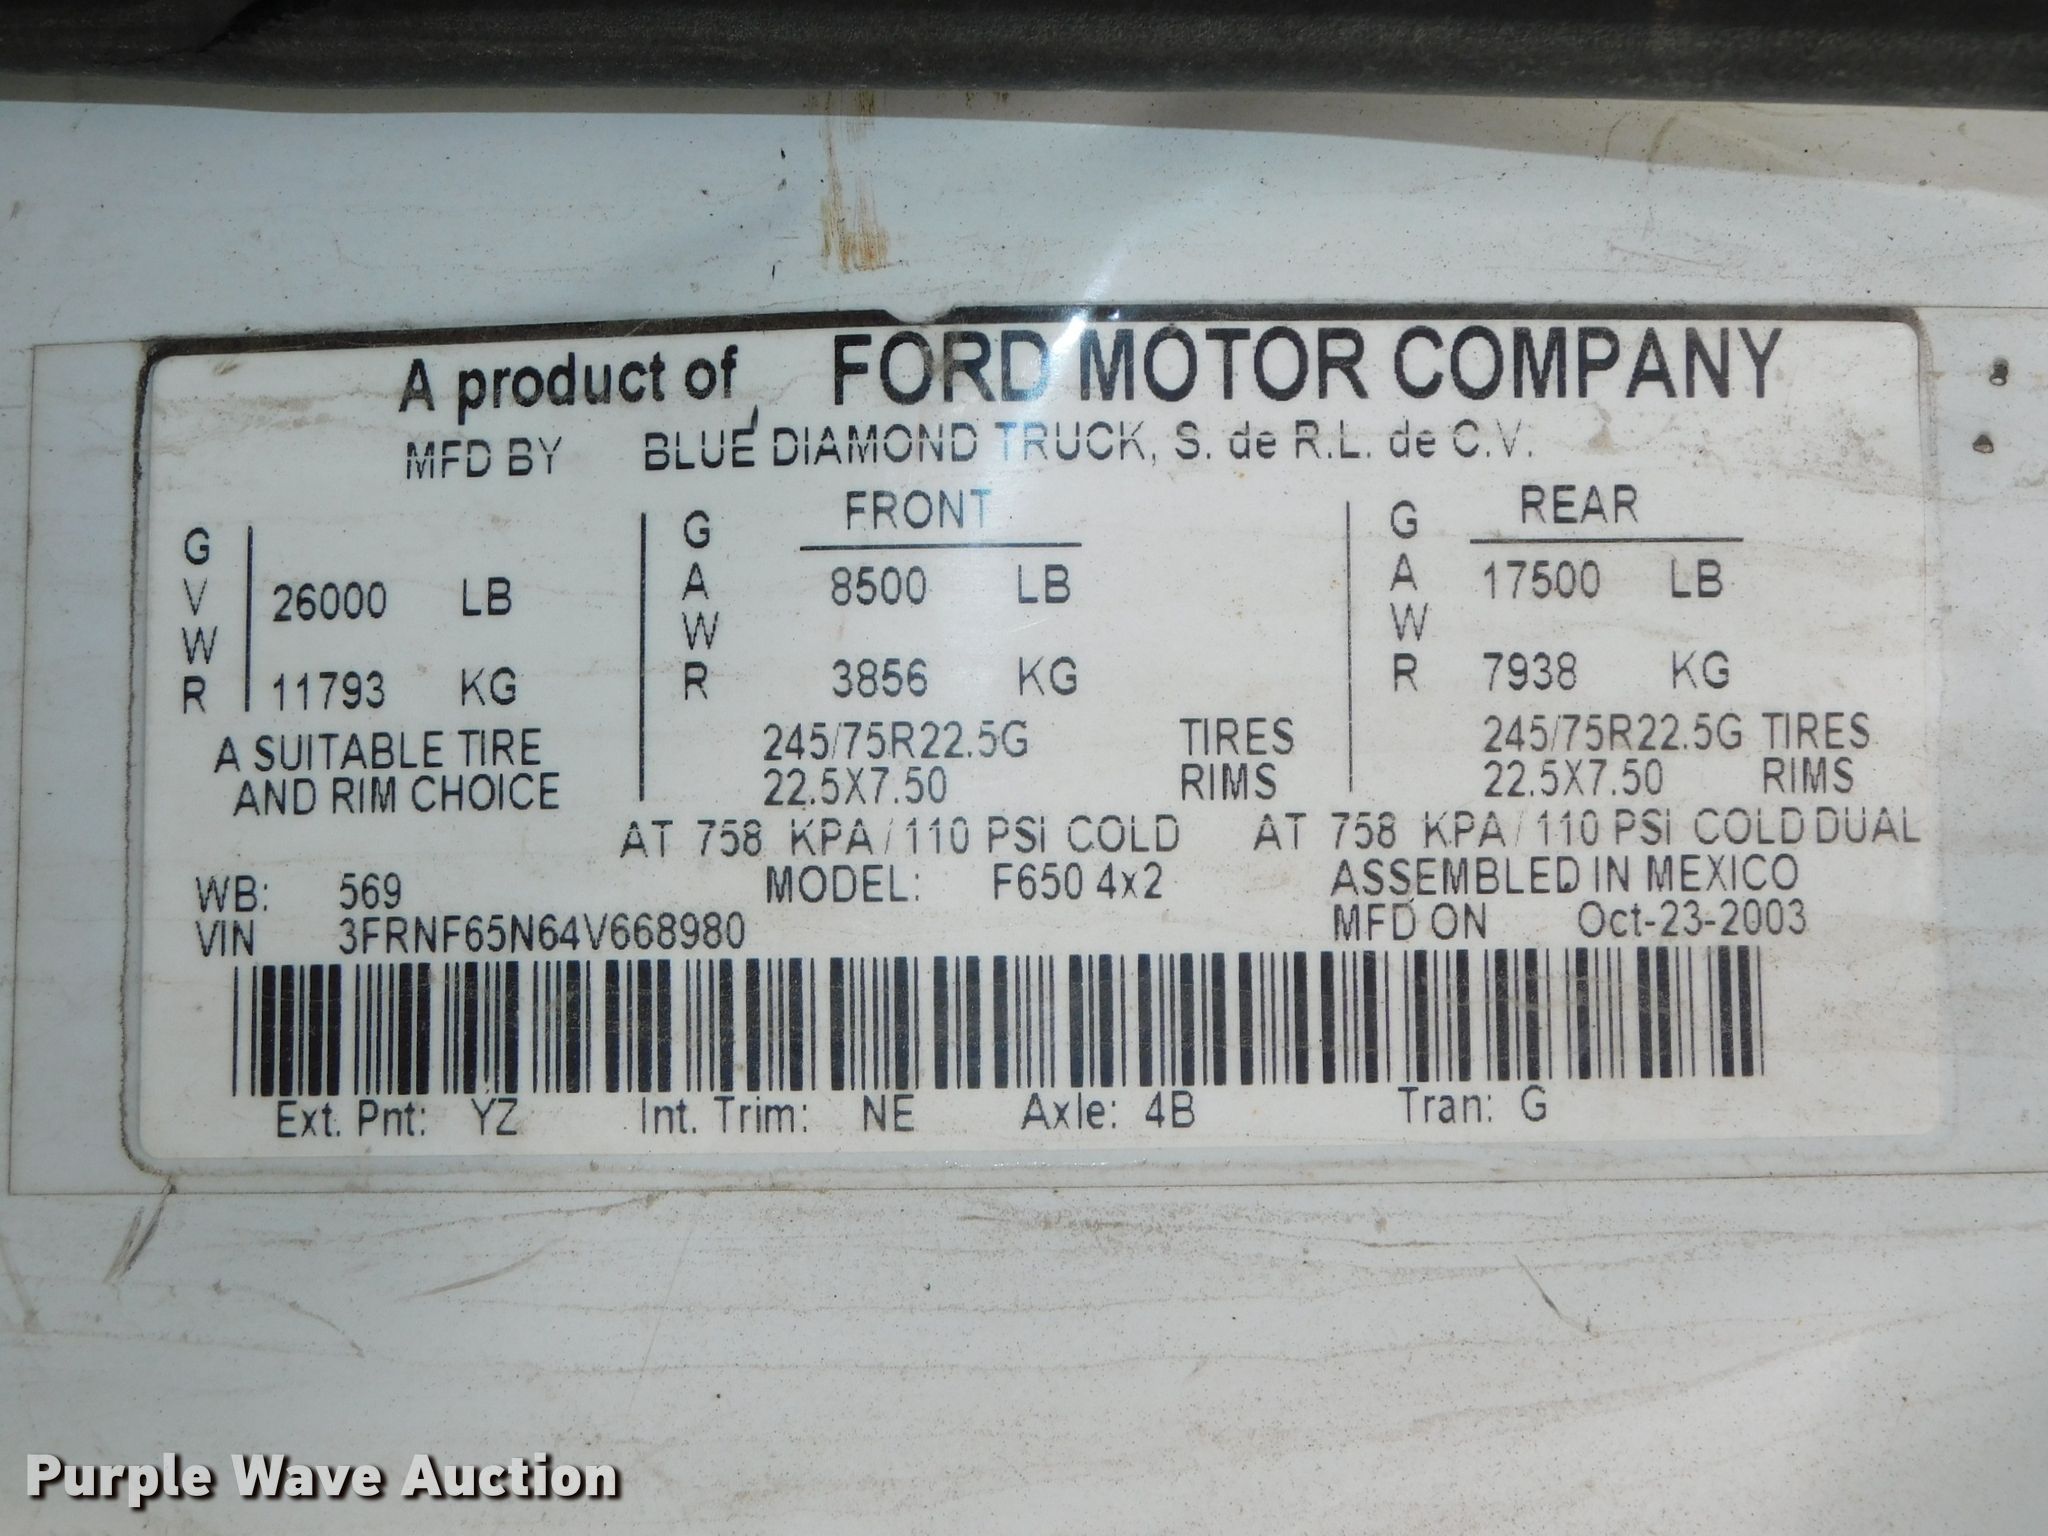 A product of FORD MOTOR COMPANY
MFD BY BLUE DIAMOND TRUCK, S. de R.L. de C.V.
GVWR 26000 LB 11793 KG
A SUITABLE TIRE
AND RIM CHOICE
GAWR FRONT
8500 LB
3856 KG
245/75R22.5G TIRES
22.5X7.50 RIMS
AT 758 KPA / 110 PSI COLD
GAWR REAR
17500 LB
7938 KG
245/75R22.5G TIRES
22.5X7.50 RIMS
AT 758 KPA / 110 PSI COLD DUAL
WB: 569 MODEL: F650 4x2 ASSEMBLED IN MEXICO
VIN 3FRNF65N64V668980 MFD ON Oct-23-2003
Ext. Pnt: YZ Int. Trim: NE Axle: 4B Tran: G
Purple Wave Auction